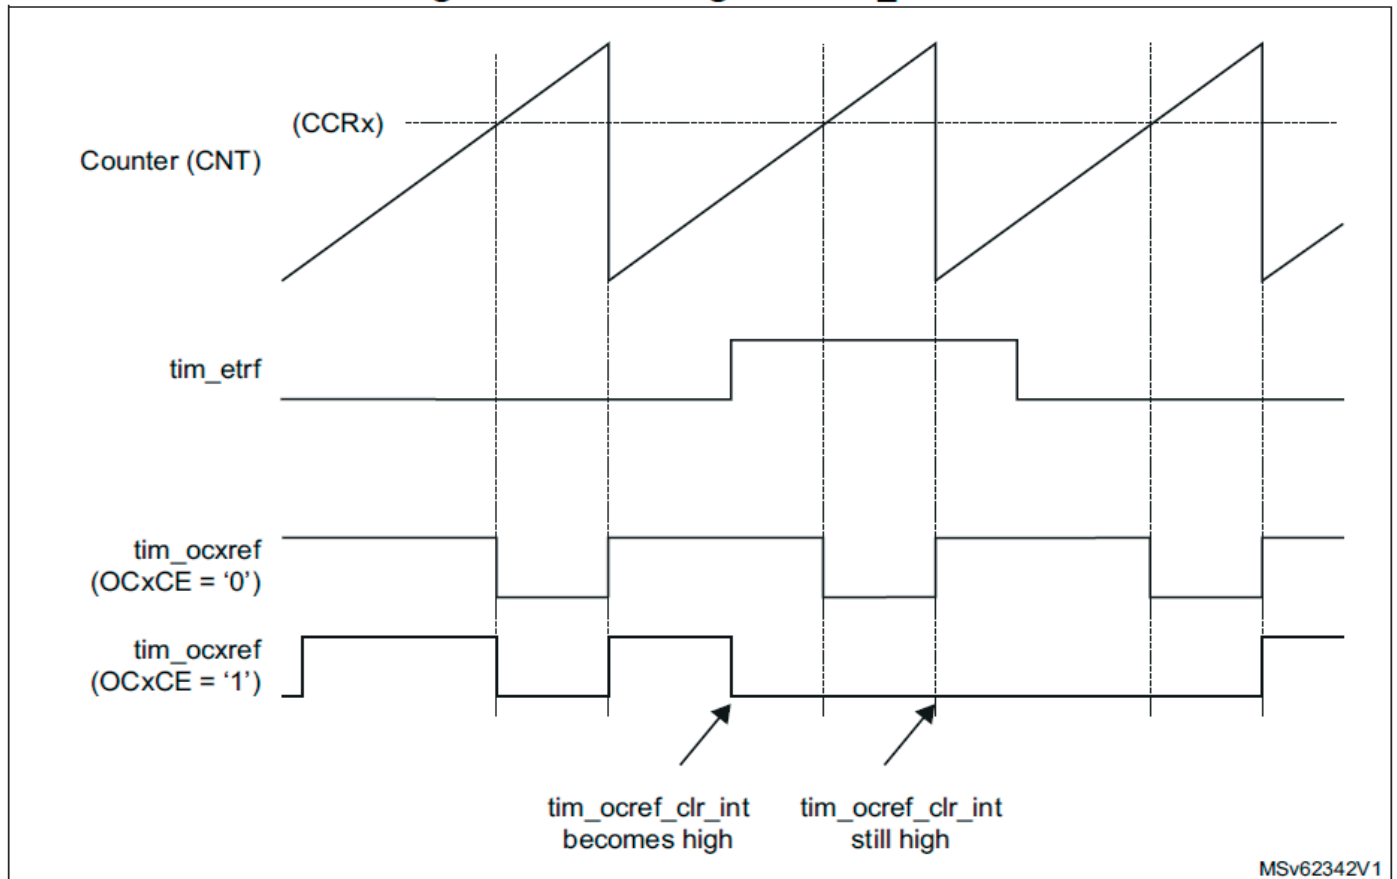 (CCRx)
Counter (CNT)
tim_etrf
tim_ocxref
(OCxCE = ‘0’)
tim_ocxref
(OCxCE = ‘1’)
tim_ocref_clr_int
becomes high
tim_ocref_clr_int
still high
MSv62342V1